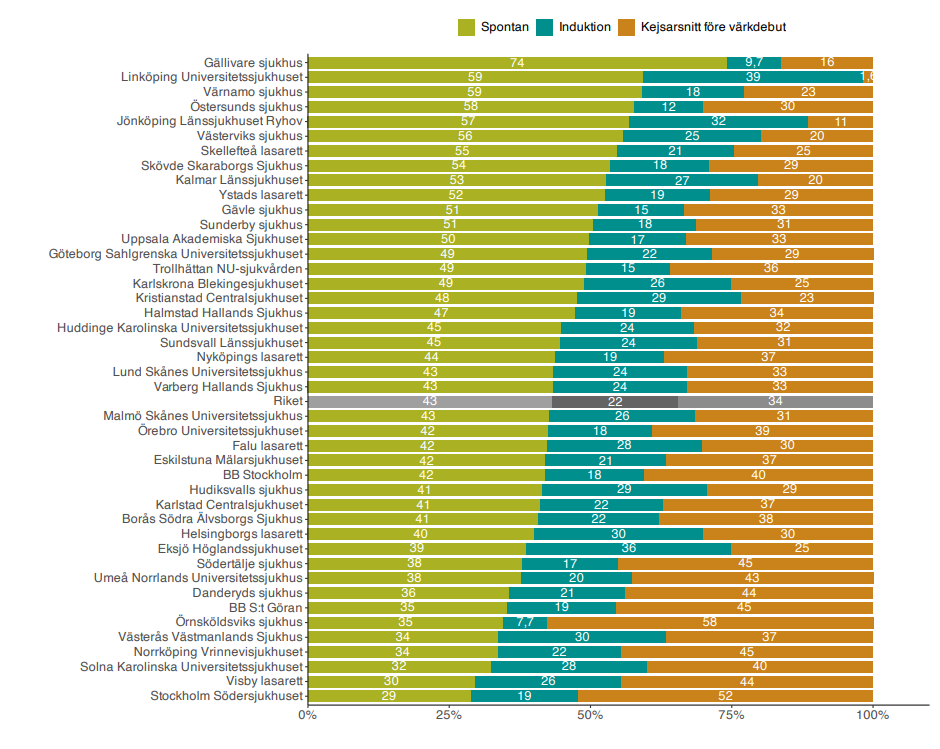 Spontan Induktion Kejsarsnitt före värkdebut
Gällivare sjukhus 74 9,7 16
Linköping Universitetssjukhuset 59 39 1,6
Värnamo sjukhus 59 18 23
Östersunds sjukhus 58 12 30
Jönköping Länssjukhuset Ryhov 57 32 11
Västerviks sjukhus 56 25 20
Skellefteå lasarett 55 21 25
Skövde Skaraborgs Sjukhus 54 18 29
Kalmar Länssjukhuset 53 27 20
Ystads lasarett 52 19 29
Gävle sjukhus 51 15 33
Sunderby sjukhus 51 18 31
Uppsala Akademiska Sjukhuset 50 17 33
Göteborg Sahlgrenska Universitetssjukhuset 49 22 29
Trollhättan NU-sjukvården 49 15 36
Karlskrona Blekingesjukhuset 49 26 25
Kristianstad Centralsjukhuset 48 29 23
Halmstad Hallands Sjukhus 47 19 34
Huddinge Karolinska Universitetssjukhuset 45 24 32
Sundsvall Länssjukhuset 45 24 31
Nyköpings lasarett 44 19 37
Lund Skånes Universitetssjukhus 43 24 33
Varberg Hallands Sjukhus 43 24 33
Riket 43 22 34
Malmö Skånes Universitetssjukhus 43 26 31
Örebro Universitetssjukhuset 42 18 39
Falu lasarett 42 28 30
Eskilstuna Mälarsjukhuset 42 21 37
BB Stockholm 42 18 40
Hudiksvalls sjukhus 41 29 29
Karlstad Centralsjukhuset 41 22 37
Borås Södra Älvsborgs Sjukhus 41 22 38
Helsingborgs lasarett 40 30 30
Eksjö Höglandssjukhuset 39 36 25
Södertälje sjukhus 38 17 45
Umeå Norrlands Universitetssjukhus 38 20 43
Danderyds sjukhus 36 21 44
BB S:t Göran 35 19 45
Örnsköldsviks sjukhus 35 7,7 58
Västerås Västmanlands Sjukhus 34 30 37
Norrköping Vrinnevisjukhuset 34 22 45
Solna Karolinska Universitetssjukhuset 32 28 40
Visby lasarett 30 26 44
Stockholm Södersjukhuset 29 19 52
0% 25% 50% 75% 100%